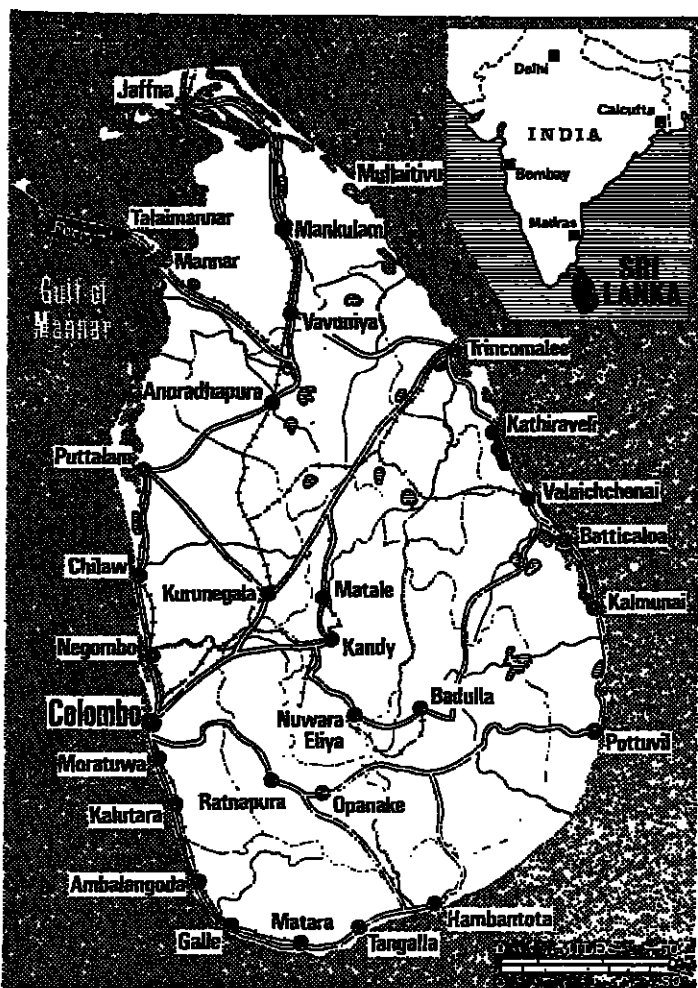 Jaffna
Delhi
Calcutta
INDIA
Bombay
Madras
SRI
LANKA
Mullaitivu
Talaimannar
Mankulam
Mannar
Gulf of
Mannar
Vavuniya
Trincomalee
Anuradhapura
Kathiraveli
Puttalam
Valaichchenai
Batticaloa
Chilaw
Kurunegala
Matale
Kalmunai
Negombo
Kandy
Colombo
Badulla
Nuwara
Eliya
Pottuvil
Moratuwa
Ratnapura
Opanake
Kalutara
Ambalangoda
Hambantota
Galle
Matara
Tangalla